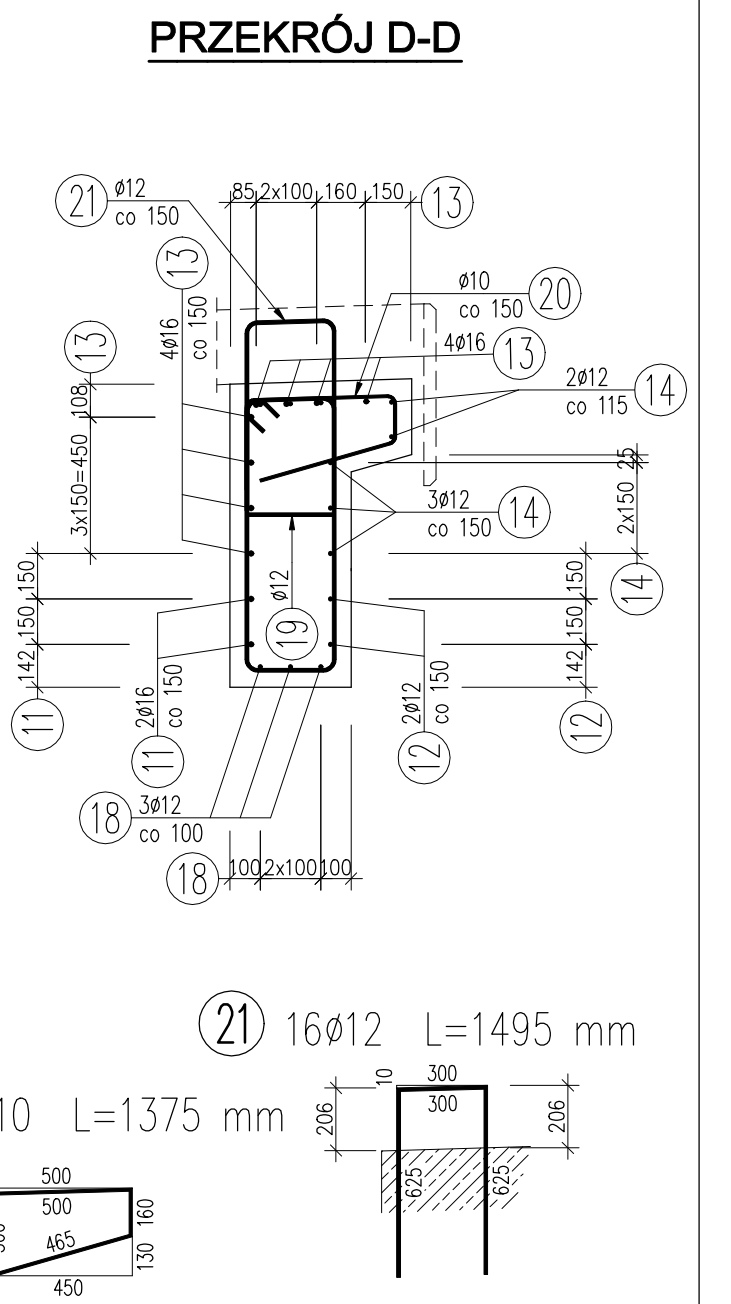 PRZEKRÓJ D-D
21
ø12
co 150
85 2x100 160 150
13
13
4ø16
co 150
ø10
co 150
20
4ø16
13
13
2ø12
co 115
14
108
3x150=450
25
2x150
3ø12
co 150
14
14
ø12
19
150
150
142
11
2ø16
co 150
11
2ø12
co 150
12
150
150
142
12
18
3ø12
co 100
18
100 2x100 100
21 16ø12 L=1495 mm
10
300
300
206
206
625
625
10 L=1375 mm
500
500
160
465
130
450